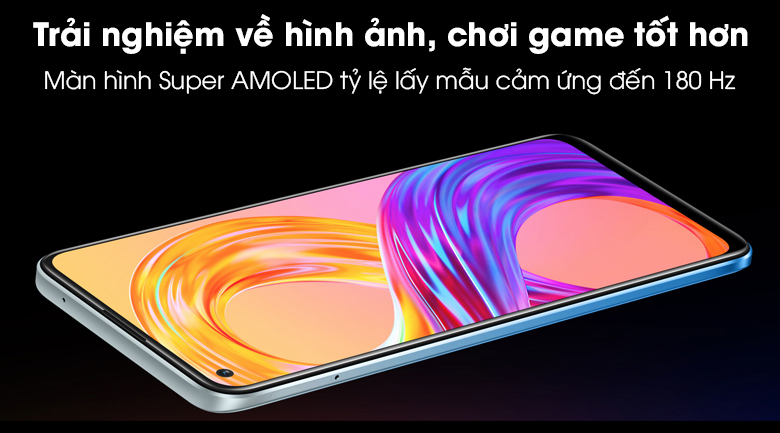 Trải nghiệm về hình ảnh, chơi game tốt hơn
Màn hình Super AMOLED tỷ lệ lấy mẫu cảm ứng đến 180 Hz